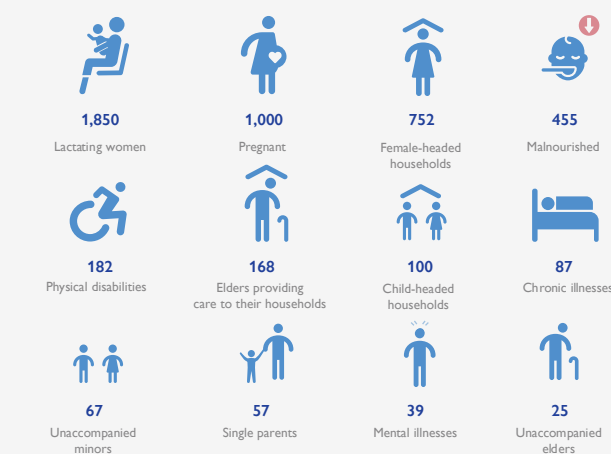 1,850
1,000
752
455
Lactating women
Pregnant
Female-headed
households
Malnourished
182
168
100
87
Physical disabilities
Elders providing
care to their households
Child-headed
households
Chronic illnesses
67
57
39
25
Unaccompanied
minors
Single parents
Mental illnesses
Unaccompanied
elders